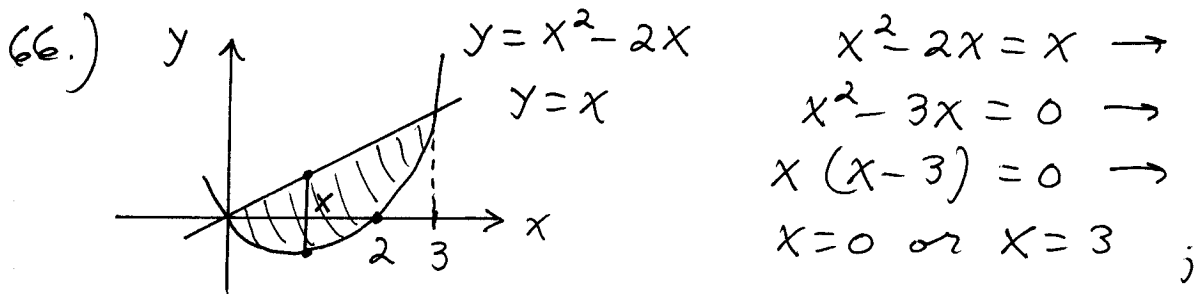 66.)
y
y = x² - 2x
y = x
x
2
3
x
x² - 2x = x →
x² - 3x = 0 →
x (x - 3) = 0 →
x = 0 or x = 3 ;